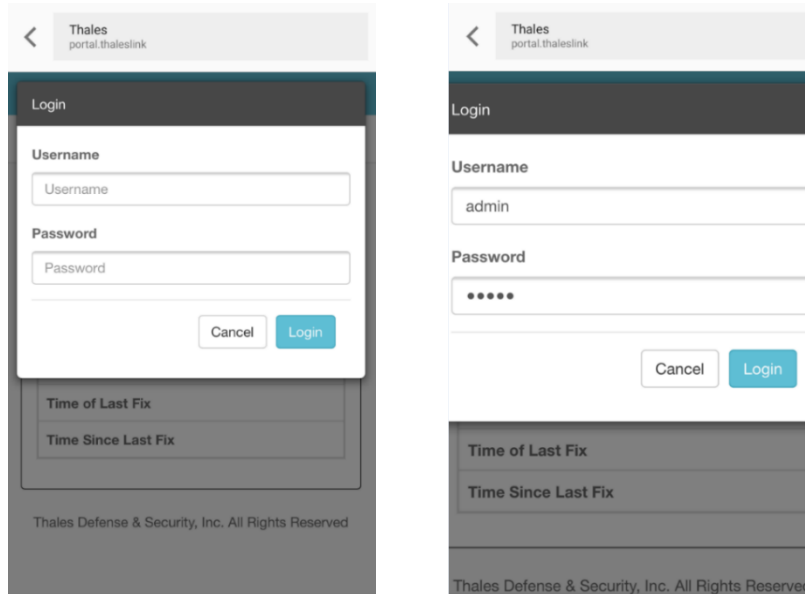 Thales
portal.thaleslink
Login
Username
Username
Password
Password
Cancel
Login
Time of Last Fix
Time Since Last Fix
Thales Defense & Security, Inc. All Rights Reserved
Thales
portal.thaleslink
Login
Username
admin
Password
•••••
Cancel
Login
Time of Last Fix
Time Since Last Fix
Thales Defense & Security, Inc. All Rights Reserved